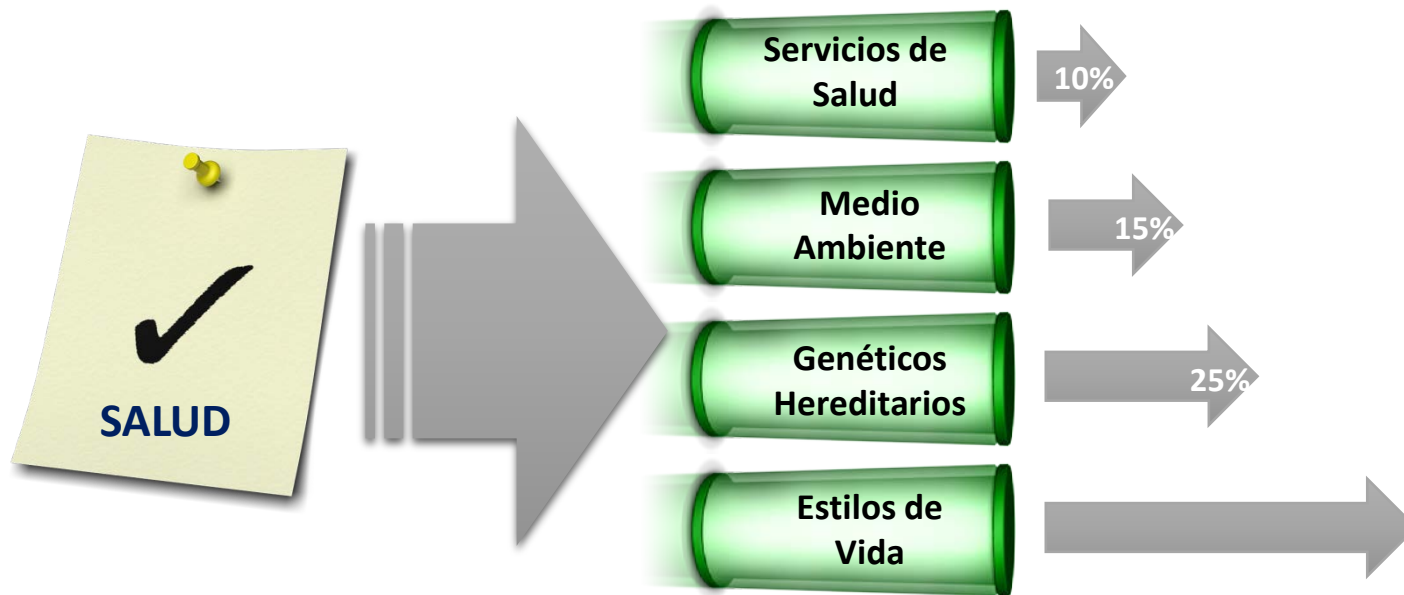 SALUD
Servicios de
Salud
10%
Medio
Ambiente
15%
Genéticos
Hereditarios
25%
Estilos de
Vida